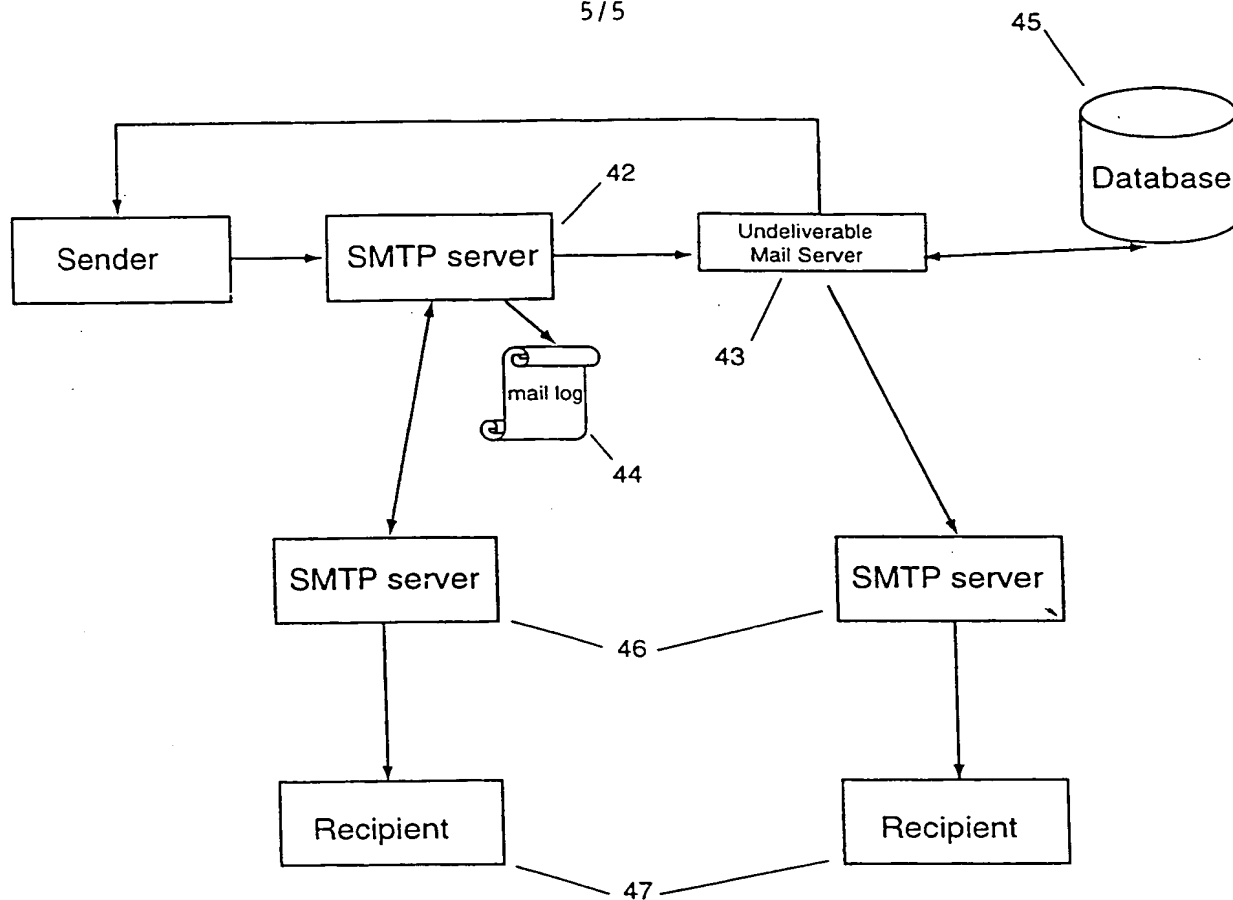 5/5
45
Database
42
Sender
SMTP server
Undeliverable
Mail Server
43
mail log
44
SMTP server
SMTP server
46
Recipient
Recipient
47